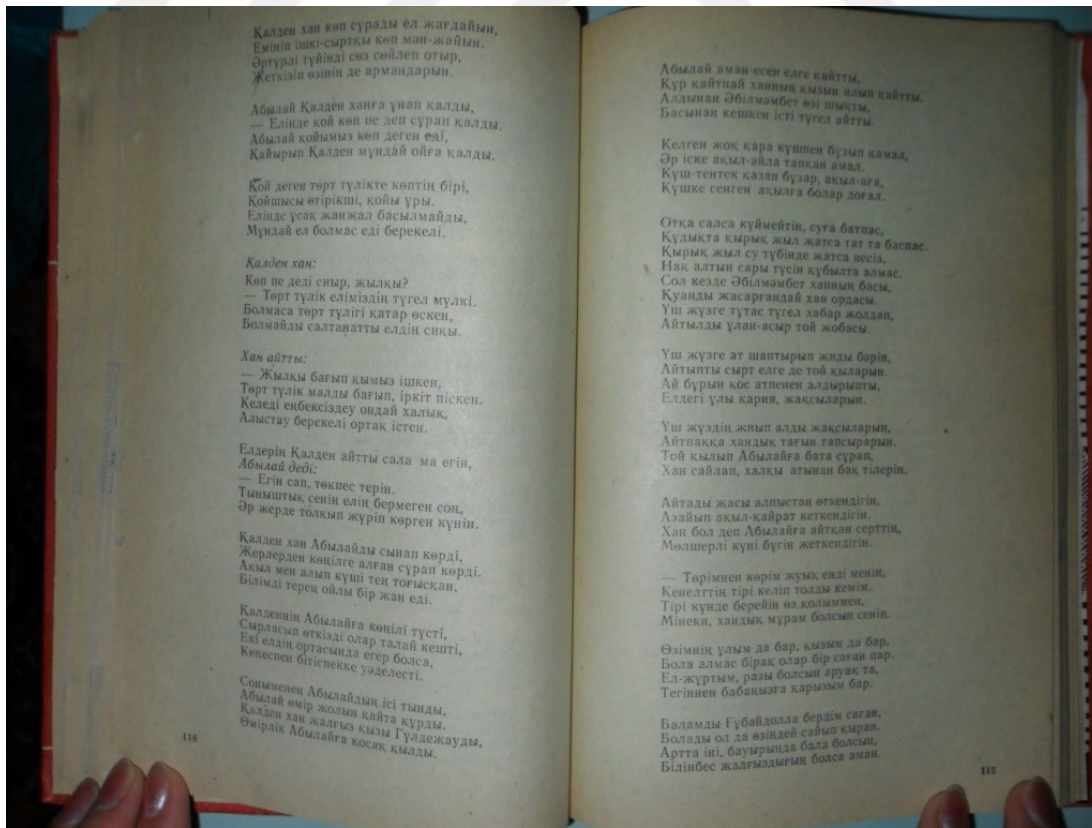 Қалден хан көп сұрады ел жағдайын,
Емініп ішкі-сыртқы көп мән-жайын.
Әртүрлі түйінді сөз сөйлеп отыр,
Жеткізіп өзінің де армандарын.
Абылай Қалден ханға ұнап қалды,
— Еліңде қой көп пе деп сұрап қалды.
Абылай қойымыз көп деген еді,
Қайырып Қалден мұндай ойға қалды.
Қой деген төрт түлікте көптің бірі,
Қойшысы өтірікші, қойы ұры.
Елінде ұсақ жанжал басылмайды,
Мұндай ел болмас еді берекелі.
Қалден хан:
Көп пе деді сиыр, жылқы?
— Төрт түлік еліміздің түгел мүлкі.
Болмаса төрт түлігі қатар өскен,
Болмайды салтанатты елдің сиқы.
Хан айтты:
— Жылқы бағып қымыз ішкен,
Төрт түлік малды бағып, іркіт піскен.
Келеді еңбексіздеу ондай халық,
Алыстау берекелі ортақ істен.
Елдерің Қалден айтты сала ма егін,
Абылай деді:
— Егін сап, төкпес терін.
Тыныштық сенің елің бермеген соң,
Әр жерде толқып жүріп көрген күнін.
Қалден хан Абылайды сынап көрді,
Жерлерден көңілге алған сұрап көрді.
Ақыл мен алып күші тең тоғысқан,
Білімді терең ойлы бір жан еді.
Қалденнің Абылайға көңілі түсті,
Сырласып өткізді олар талай кешті,
Екі елдің ортасында егер болса,
Кеңеспен бітіспекке уәделесті.
Соныменен Абылайдың ісі тынды,
Абылай өмір жолын қайта құрды.
Қалден хан жалғыз қызы Гүлдежауды,
Өмірлік Абылайға қосақ қылды.
118
Абылай аман-есен елге қайтты,
Құр қайтпай ханның қызын алып қайтты.
Алдынан Әбілмәмбет өзі шықты,
Басынан кешкен істі түгел айтты.
Келген жоқ қара күшпен бұзып қамал,
Әр іске ақыл-айла тапқан амал.
Күш-тентек қазан бұзар, ақыл-аға,
Күшке сенген ақылға болар доғал.
Отқа салса күймейтін, суға батпас,
Құдықта қырық жыл жатса тат та баспас.
Қырық жыл су түбінде жатса иесіз,
Нақ алтын сары түсін құбылта алмас.
Сол кезде Әбілмәмбет ханның басы,
Қуанды жасарғандай хан ордасы.
Үш жүзге тұтас түгел хабар жолдап,
Айтылды ұлан-асыр той жобасы.
Үш жүзге ат шаптырып жиды бәрін,
Айтыпты сырт елге де той қыларын.
Ай бұрын қос атпенен алдырыпты,
Елдегі ұлы қария, жақсыларын.
Үш жүздің жиып алды жақсыларын,
Айтпаққа хандық тағын тапсырарын.
Той қылып Абылайға бата сұрап,
Хан сайлап, халқы атынан бақ тілерін.
Айтады жасы алпыстан өткендігін,
Азайып ақыл-қайрат кеткендігін.
Хан бол деп Абылайға айтқан серттің,
Мөлшерлі күні бүгін жеткендігін.
— Төрімнен көрім жуық енді менің,
Кенелттің тірі келіп толды кемім.
Тірі күнде берейін өз қолыммен,
Мінеки, хандық мұрам болсын сенің.
Өзімнің ұлым да бар, қызым да бар,
Бола алмас бірақ олар бір саған пар.
Ел-жұртым, разы болсын аруақ та,
Тегіннен бабаңызға қарызым бар.
Баламды Ғұбайдолла бердім саған,
Болады ол да өзіңдей сайып қыран.
Артта іні, бауырыңда бала болсын,
Білінбес жалғыздығың болса аман.